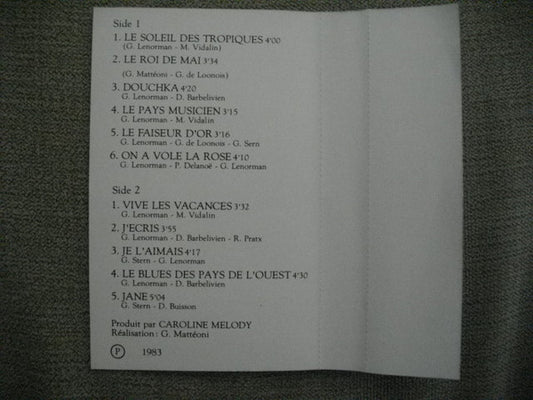 Side 1
1. LE SOLEIL DES TROPIQUES 4'00
(G. Lenorman - M. Vidalin)
2. LE ROI DE MAI 3'34
(G. Mattéoni - G. de Loonois)
3. DOUCHKA 4'20
G. Lenorman - D. Barbelivien
4. LE PAYS MUSICIEN 3'15
G. Lenorman - M. Vidalin
5. LE FAISEUR D'OR 3'16
G. Lenorman - G. de Loonois - G. Sern
6. ON A VOLE LA ROSE 4'10
G. Lenorman - P. Delanoë - G. Lenorman
Side 2
1. VIVE LES VACANCES 3'32
G. Lenorman - M. Vidalin
2. J'ECRIS 3'55
G. Lenorman - D. Barbelivien - R. Pratx
3. JE L'AIMAIS 4'17
G. Stern - G. Lenorman
4. LE BLUES DES PAYS DE L'OUEST 4'30
G. Lenorman - D. Barbelivien
5. JANE 5'04
G. Stern - D. Buisson
Produit par CAROLINE MELODY
Réalisation : G. Mattéoni
Ⓟ 1983